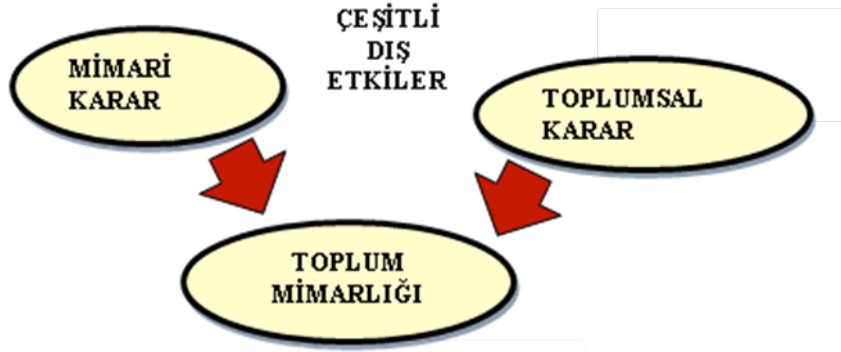 ÇEŞİTLİ
DIŞ
ETKİLER
MİMARİ
KARAR
TOPLUMSAL
KARAR
TOPLUM
MİMARLIĞI